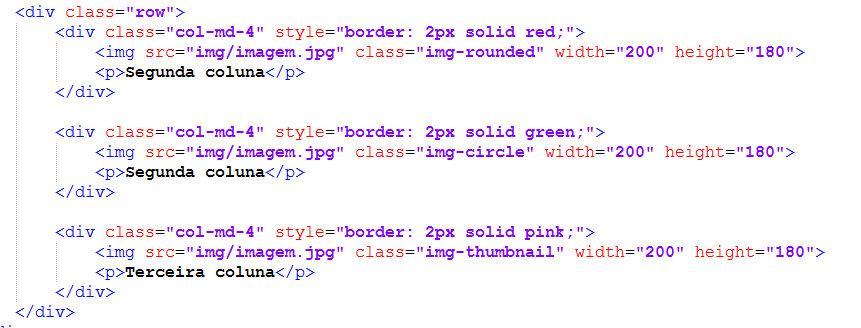 <div class="row">
<div class="col-md-4" style="border: 2px solid red;">
<img src="img/imagem.jpg" class="img-rounded" width="200" height="180">
<p>Segunda coluna</p>
</div>
<div class="col-md-4" style="border: 2px solid green;">
<img src="img/imagem.jpg" class="img-circle" width="200" height="180">
<p>Segunda coluna</p>
</div>
<div class="col-md-4" style="border: 2px solid pink;">
<img src="img/imagem.jpg" class="img-thumbnail" width="200" height="180">
<p>Terceira coluna</p>
</div>
</div>